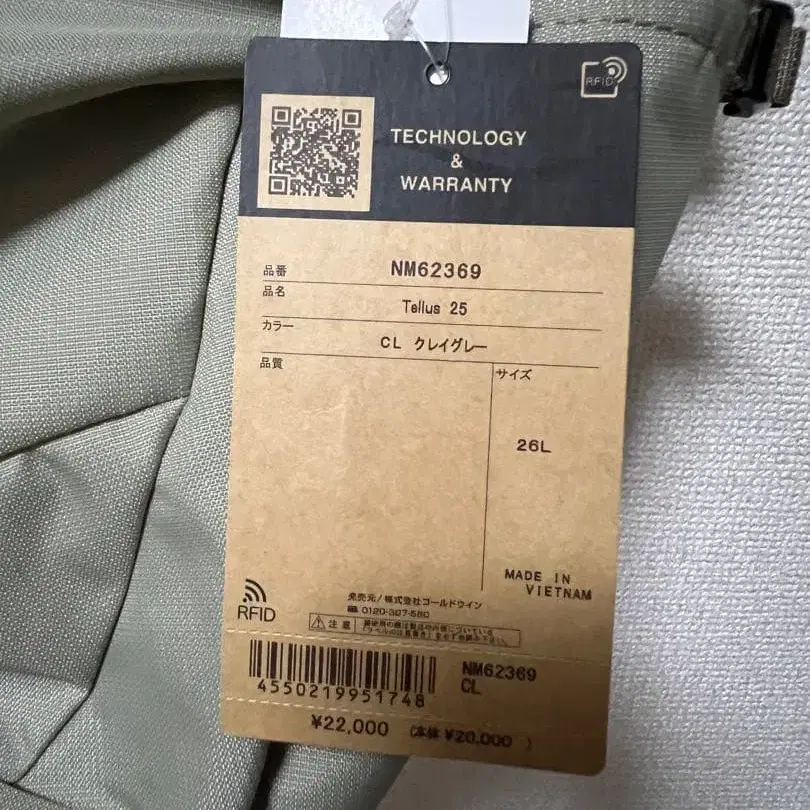 RFID
TECHNOLOGY
&
WARRANTY
品番 NM62369
品名 Tellus 25
カラー CL クレイグレー
品質 サイズ
26L
MADE IN
VIETNAM
RFID
発売元/株式会社ゴールドウイン
0120-307-560
注意
4550219951748
NM62369
CL
¥22,000 (本体 ¥20,000 )